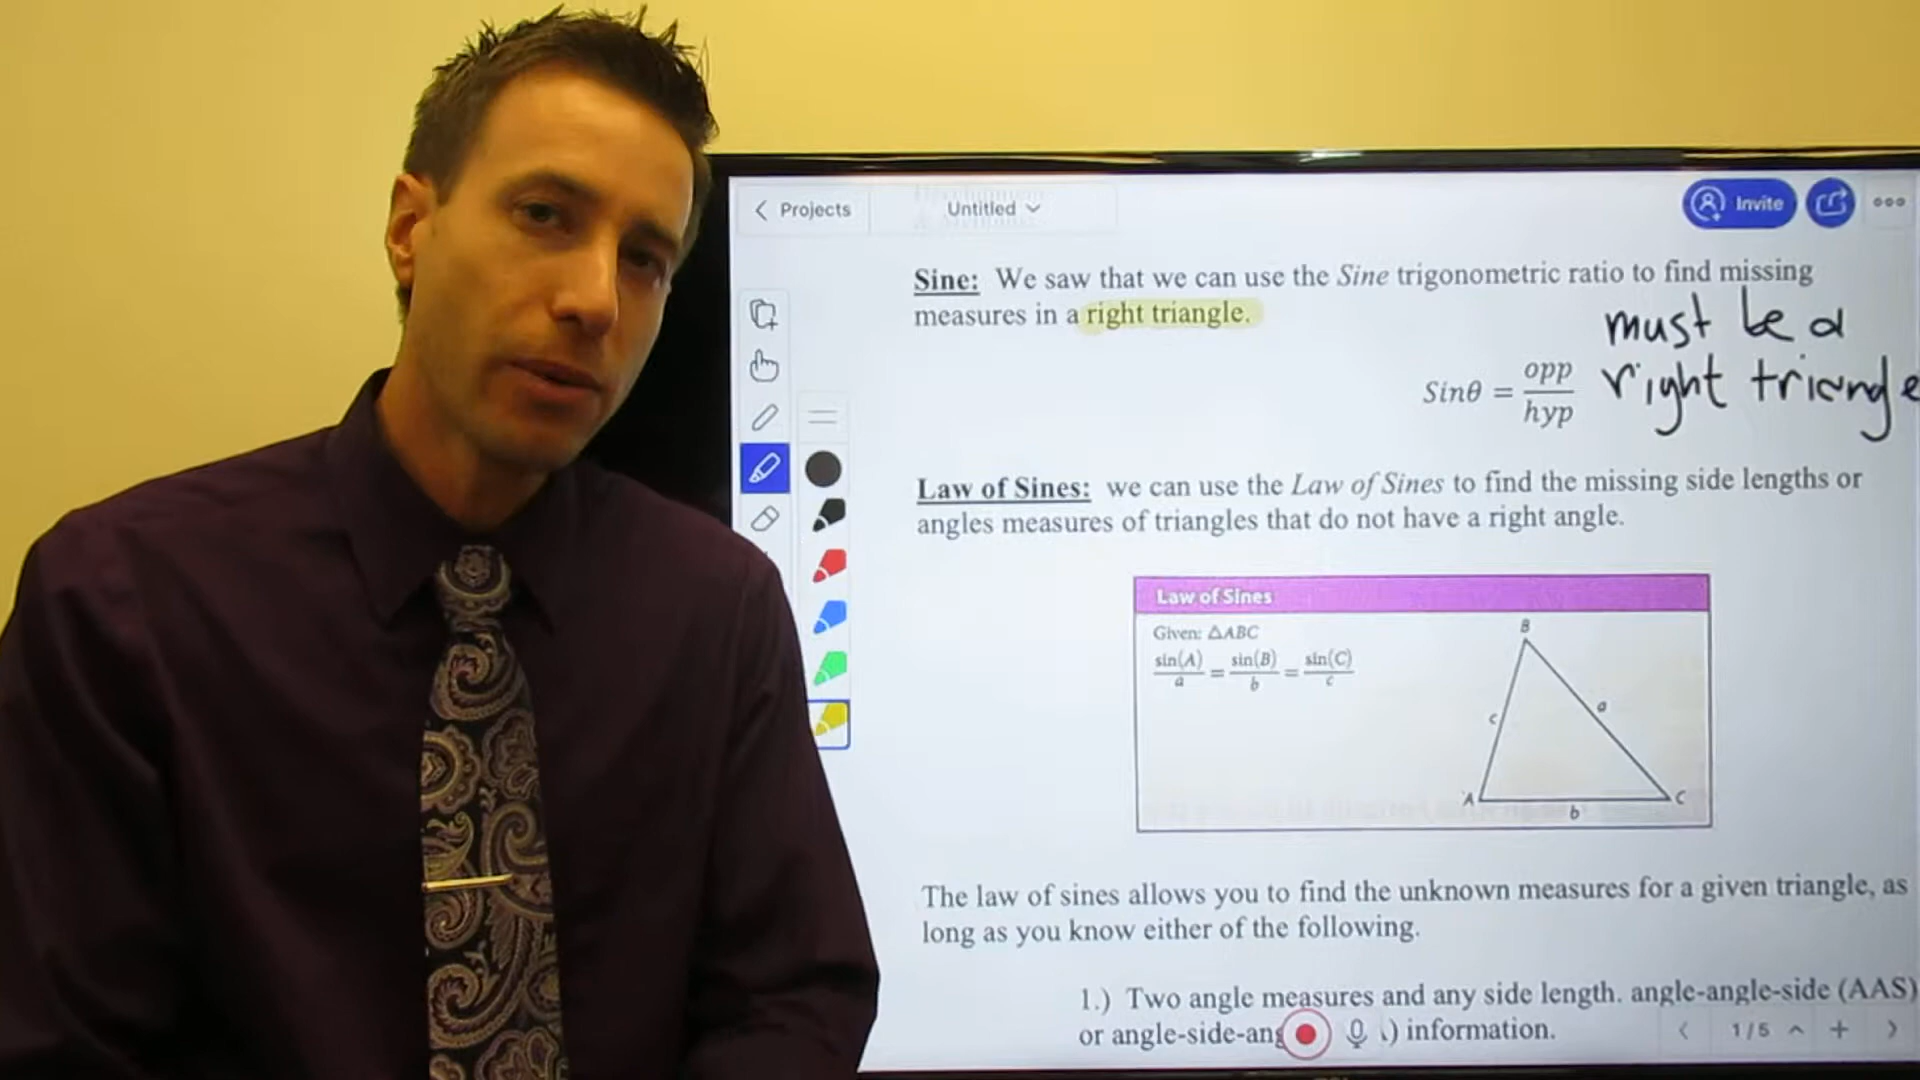 Projects
Untitled
Invite
Sine: We saw that we can use the Sine trigonometric ratio to find missing
measures in a right triangle.
must be a
right triangle
Sinθ = opp/hyp
Law of Sines: we can use the Law of Sines to find the missing side lengths or
angles measures of triangles that do not have a right angle.
Law of Sines
Given: △ABC
sin(A)/a = sin(B)/b = sin(C)/c
B
c
a
A
C
b
The law of sines allows you to find the unknown measures for a given triangle, as
long as you know either of the following.
1.) Two angle measures and any side length. angle-angle-side (AAS)
or angle-side-ang ) information.
1/5